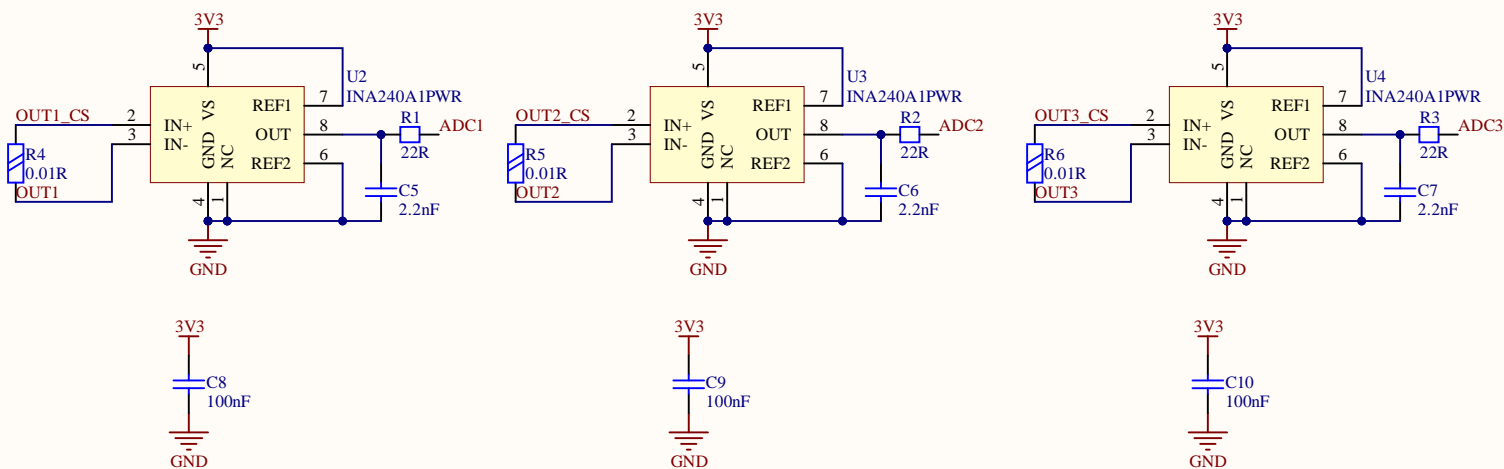 3V3
5
U2
INA240A1PWR
OUT1_CS
2
3
IN+
IN-
VS
GND
NC
REF1
OUT
REF2
7
8
6
R1
22R
ADC1
R4
0.01R
OUT1
C5
2.2nF
4
1
GND
3V3
5
U3
INA240A1PWR
OUT2_CS
2
3
IN+
IN-
VS
GND
NC
REF1
OUT
REF2
7
8
6
R2
22R
ADC2
R5
0.01R
OUT2
C6
2.2nF
4
1
GND
3V3
5
U4
INA240A1PWR
OUT3_CS
2
3
IN+
IN-
VS
GND
NC
REF1
OUT
REF2
7
8
6
R3
22R
ADC3
R6
0.01R
OUT3
C7
2.2nF
4
1
GND
3V3
C8
100nF
GND
3V3
C9
100nF
GND
3V3
C10
100nF
GND